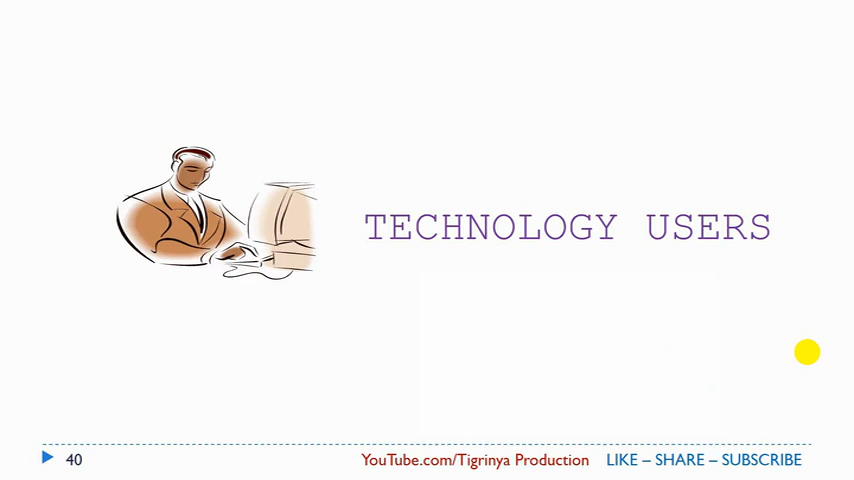 TECHNOLOGY USERS
40
YouTube.com/Tigrinya Production LIKE – SHARE – SUBSCRIBE